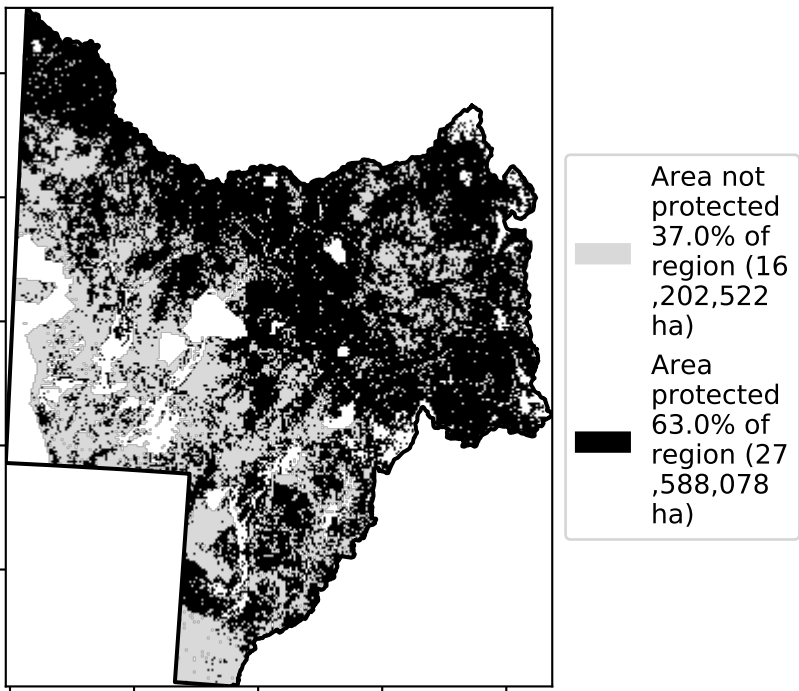 Area not
protected
37.0% of
region (16
,202,522
ha)
Area
protected
63.0% of
region (27
,588,078
ha)